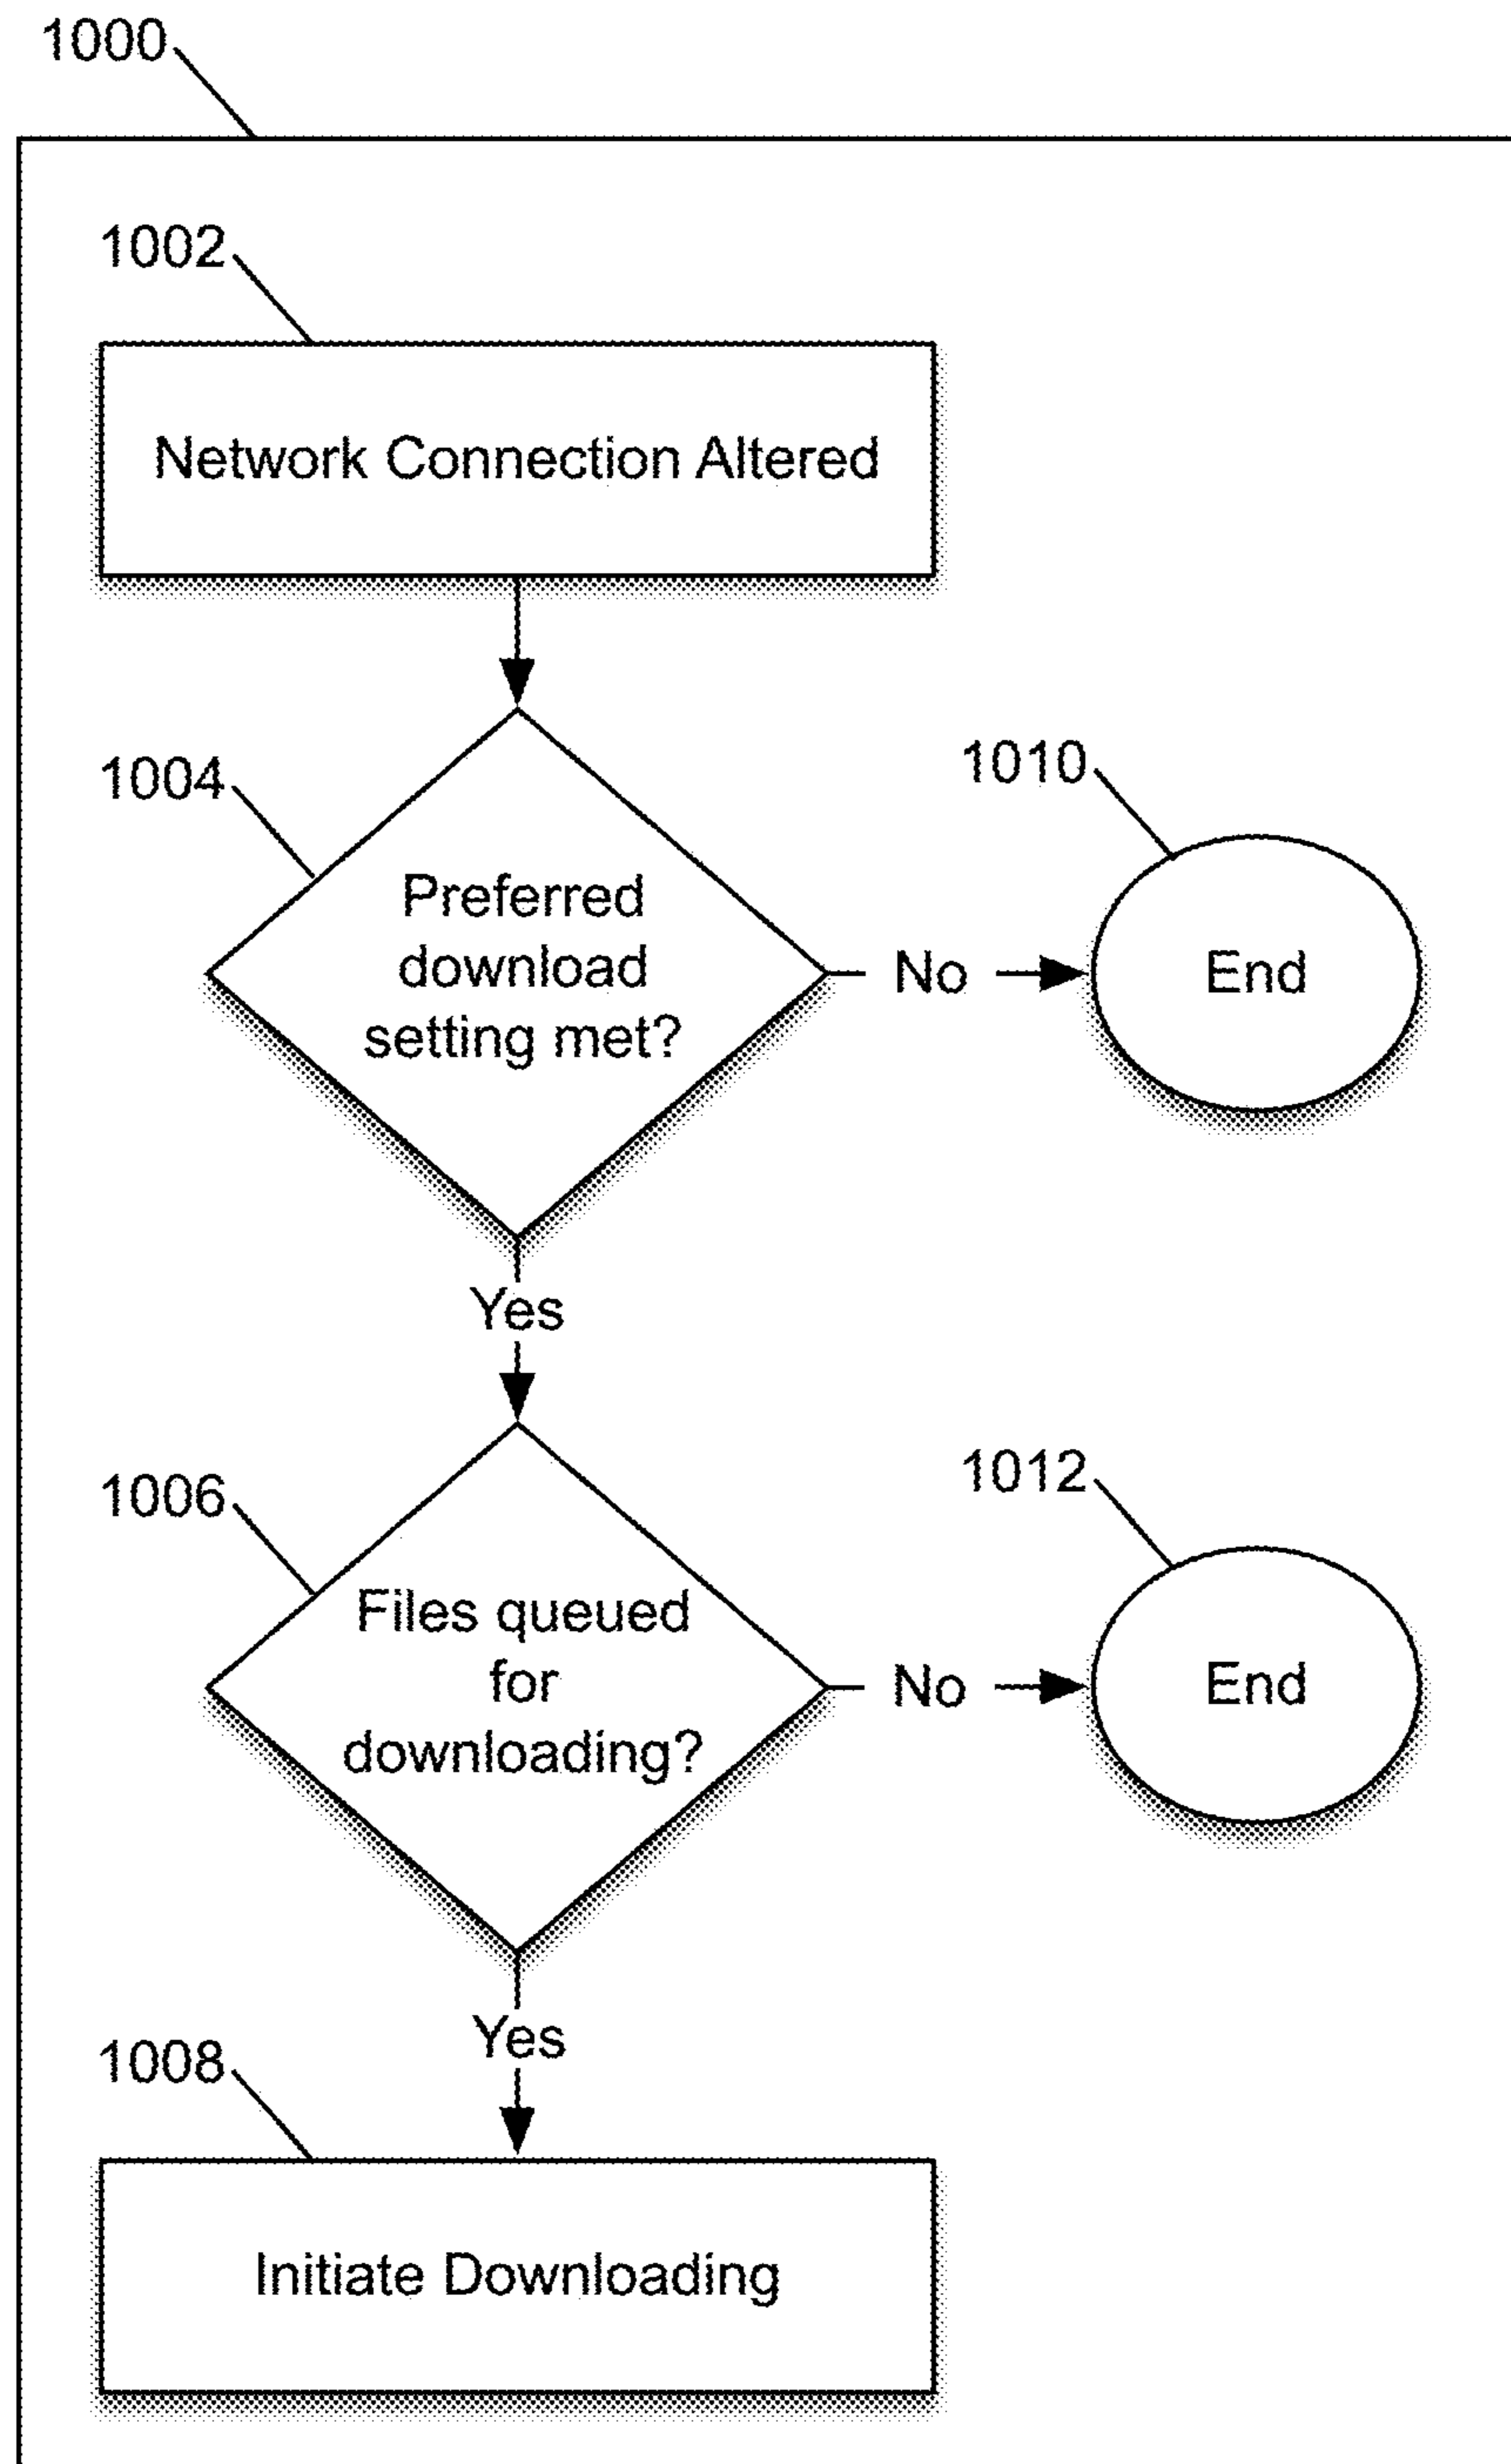 1000
1002
Network Connection Altered
1004
Preferred
download
setting met?
No
1010
End
Yes
1006
Files queued
for
downloading?
No
1012
End
Yes
1008
Initiate Downloading